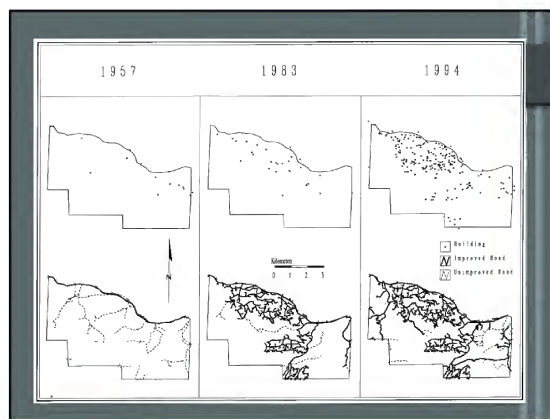 1957
1983
1994
Kilometers
0 1 2 3
N
Building
Improved Road
Unimproved Road